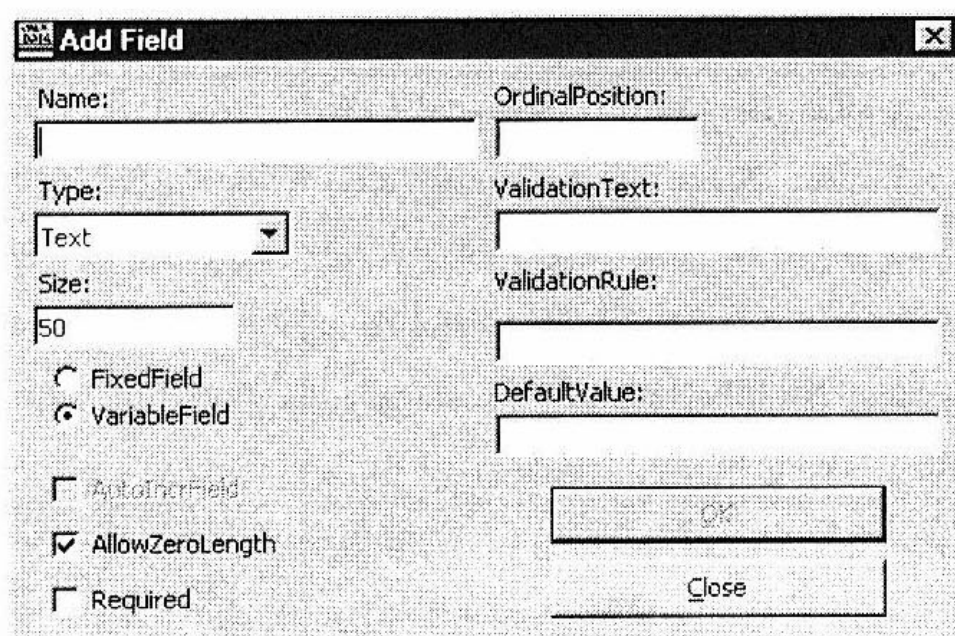 Add Field
Name:
OrdinalPosition:
Type:
Text
ValidationText:
Size:
50
ValidationRule:
FixedField
VariableField
DefaultValue:
AutoIncrField
AllowZeroLength
Required
OK
Close